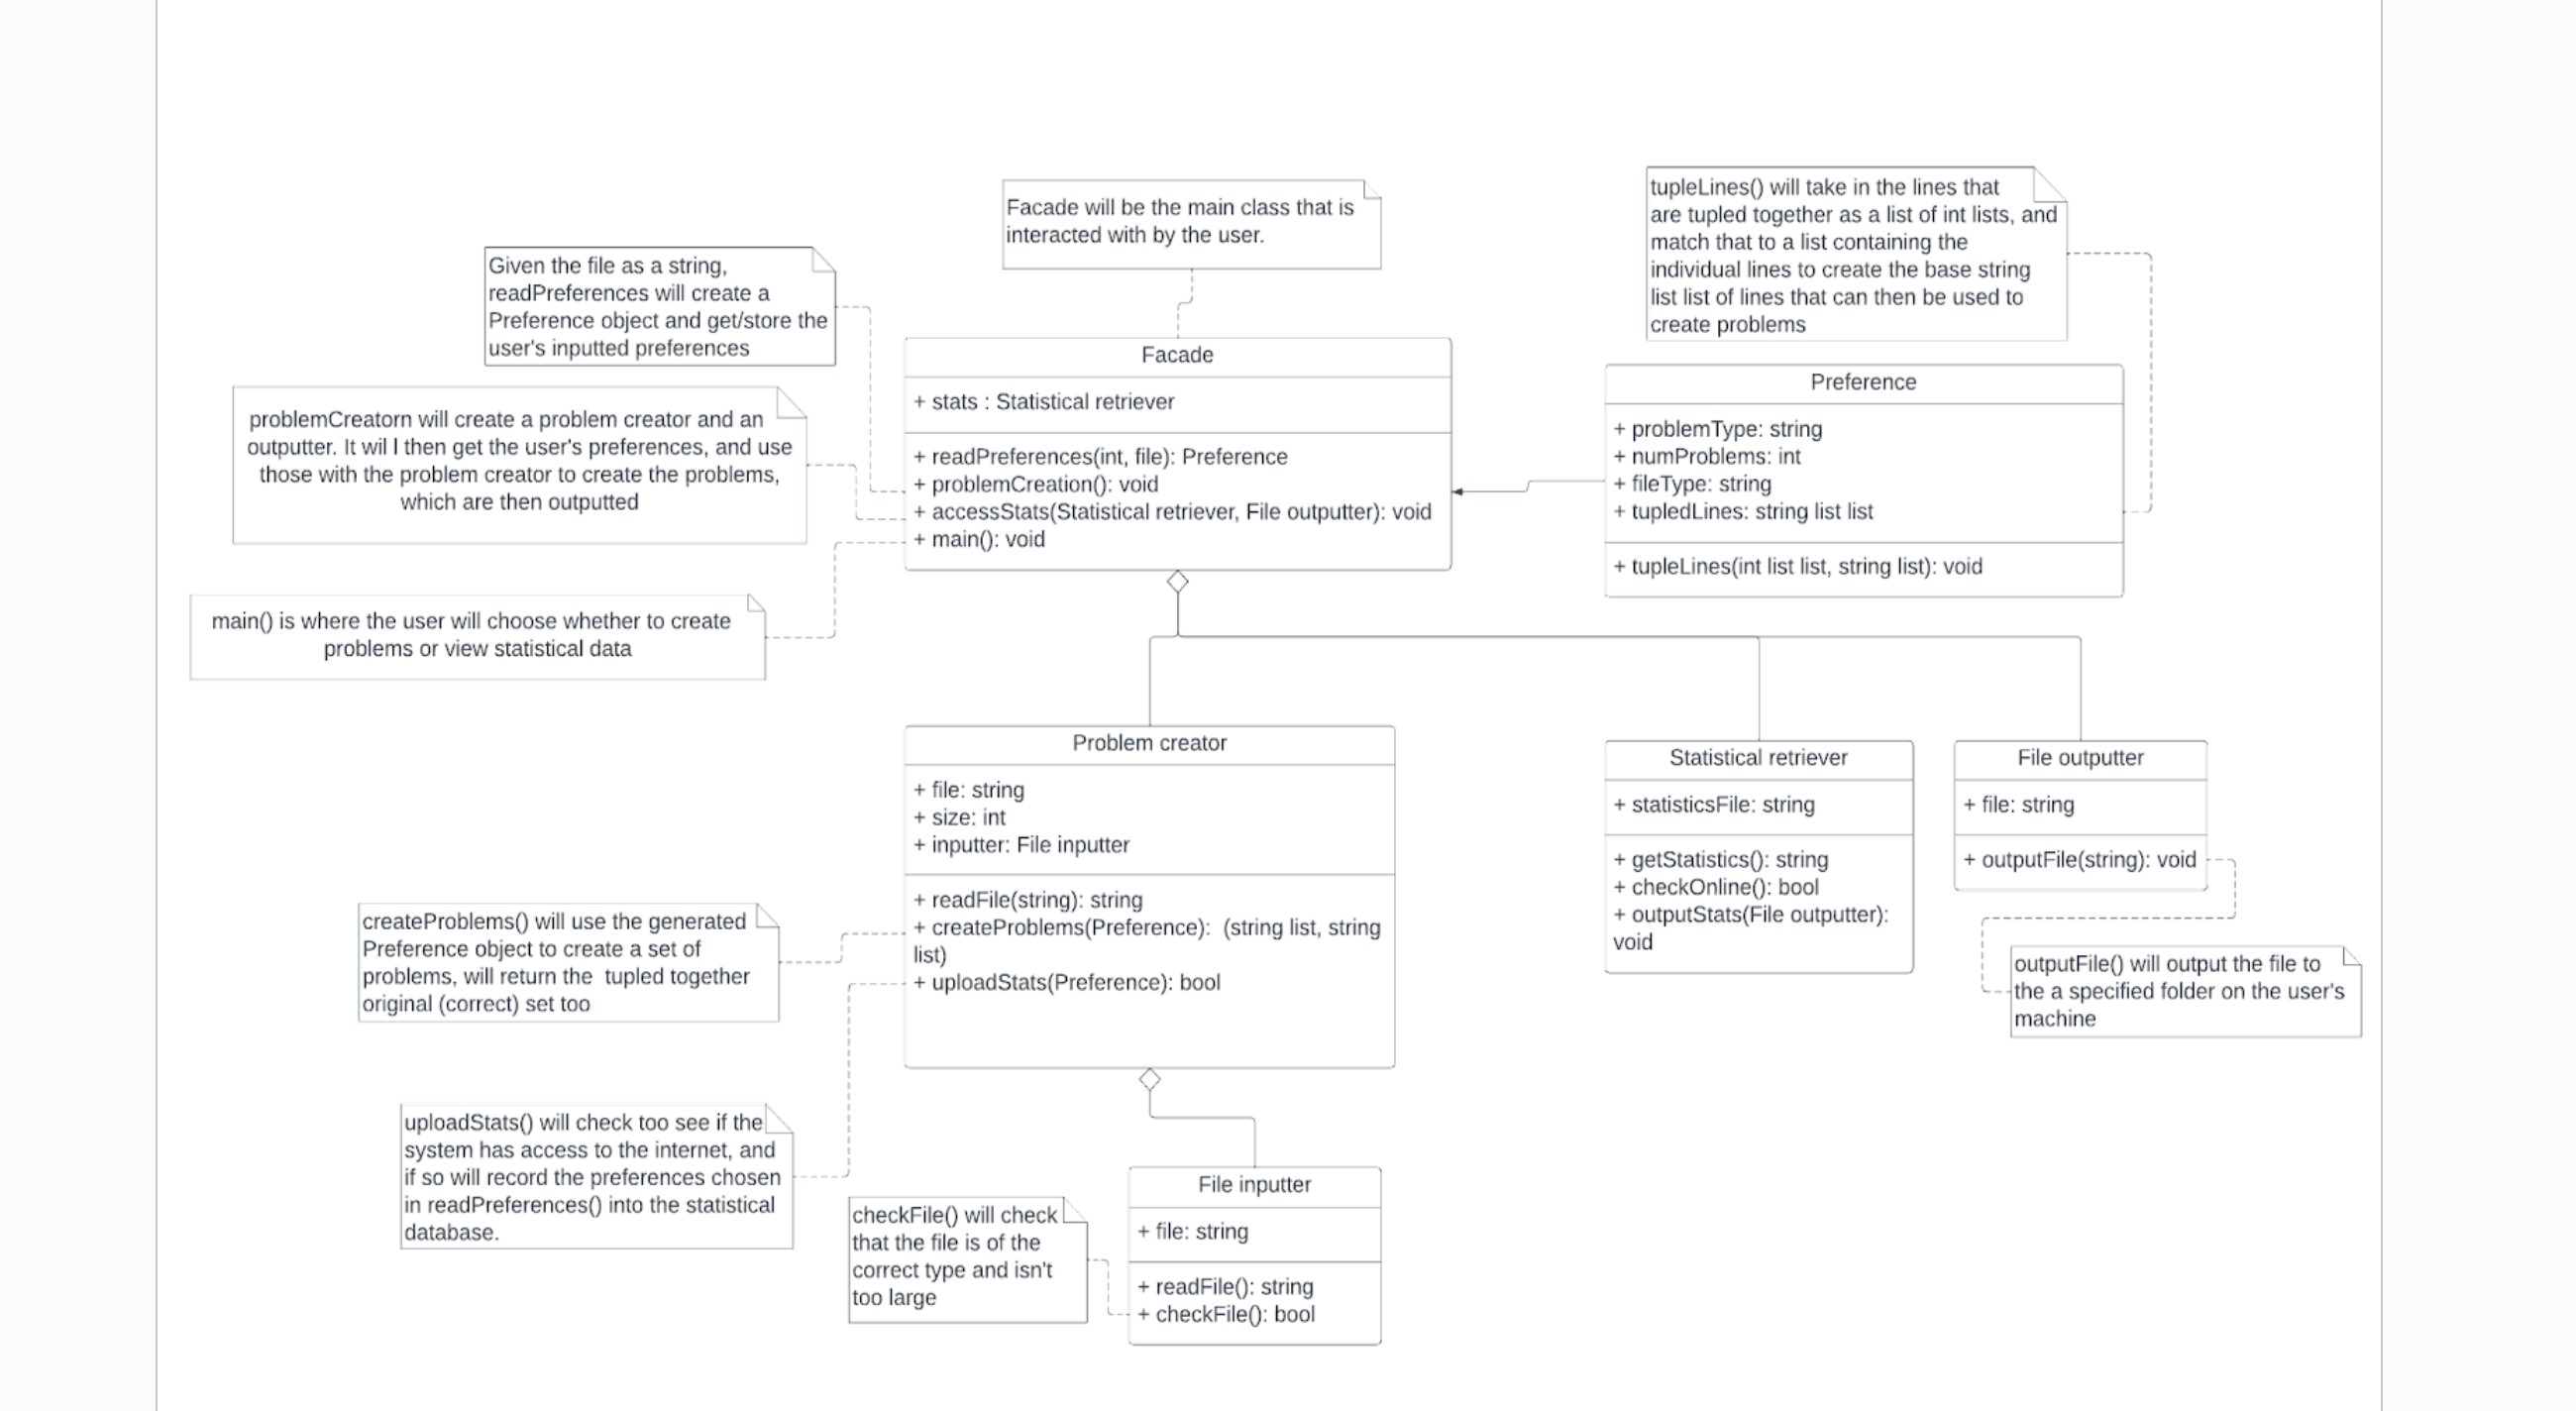 Facade will be the main class that is
interacted with by the user.
tupleLines() will take in the lines that
are tupled together as a list of int lists, and
match that to a list containing the
individual lines to create the base string
list list of lines that can then be used to
create problems
Given the file as a string,
readPreferences will create a
Preference object and get/store the
user's inputted preferences
problemCreatorn will create a problem creator and an
outputter. It wil l then get the user's preferences, and use
those with the problem creator to create the problems,
which are then outputted
main() is where the user will choose whether to create
problems or view statistical data
Facade
+ stats : Statistical retriever
+ readPreferences(int, file): Preference
+ problemCreation(): void
+ accessStats(Statistical retriever, File outputter): void
+ main(): void
Preference
+ problemType: string
+ numProblems: int
+ fileType: string
+ tupledLines: string list list
+ tupleLines(int list list, string list): void
Problem creator
+ file: string
+ size: int
+ inputter: File inputter
+ readFile(string): string
+ createProblems(Preference):  (string list, string
list)
+ uploadStats(Preference): bool
Statistical retriever
+ statisticsFile: string
+ getStatistics(): string
+ checkOnline(): bool
+ outputStats(File outputter):
void
File outputter
+ file: string
+ outputFile(string): void
outputFile() will output the file to
the a specified folder on the user's
machine
createProblems() will use the generated
Preference object to create a set of
problems, will return the  tupled together
original (correct) set too
uploadStats() will check too see if the
system has access to the internet, and
if so will record the preferences chosen
in readPreferences() into the statistical
database.
checkFile() will check
that the file is of the
correct type and isn't
too large
File inputter
+ file: string
+ readFile(): string
+ checkFile(): bool